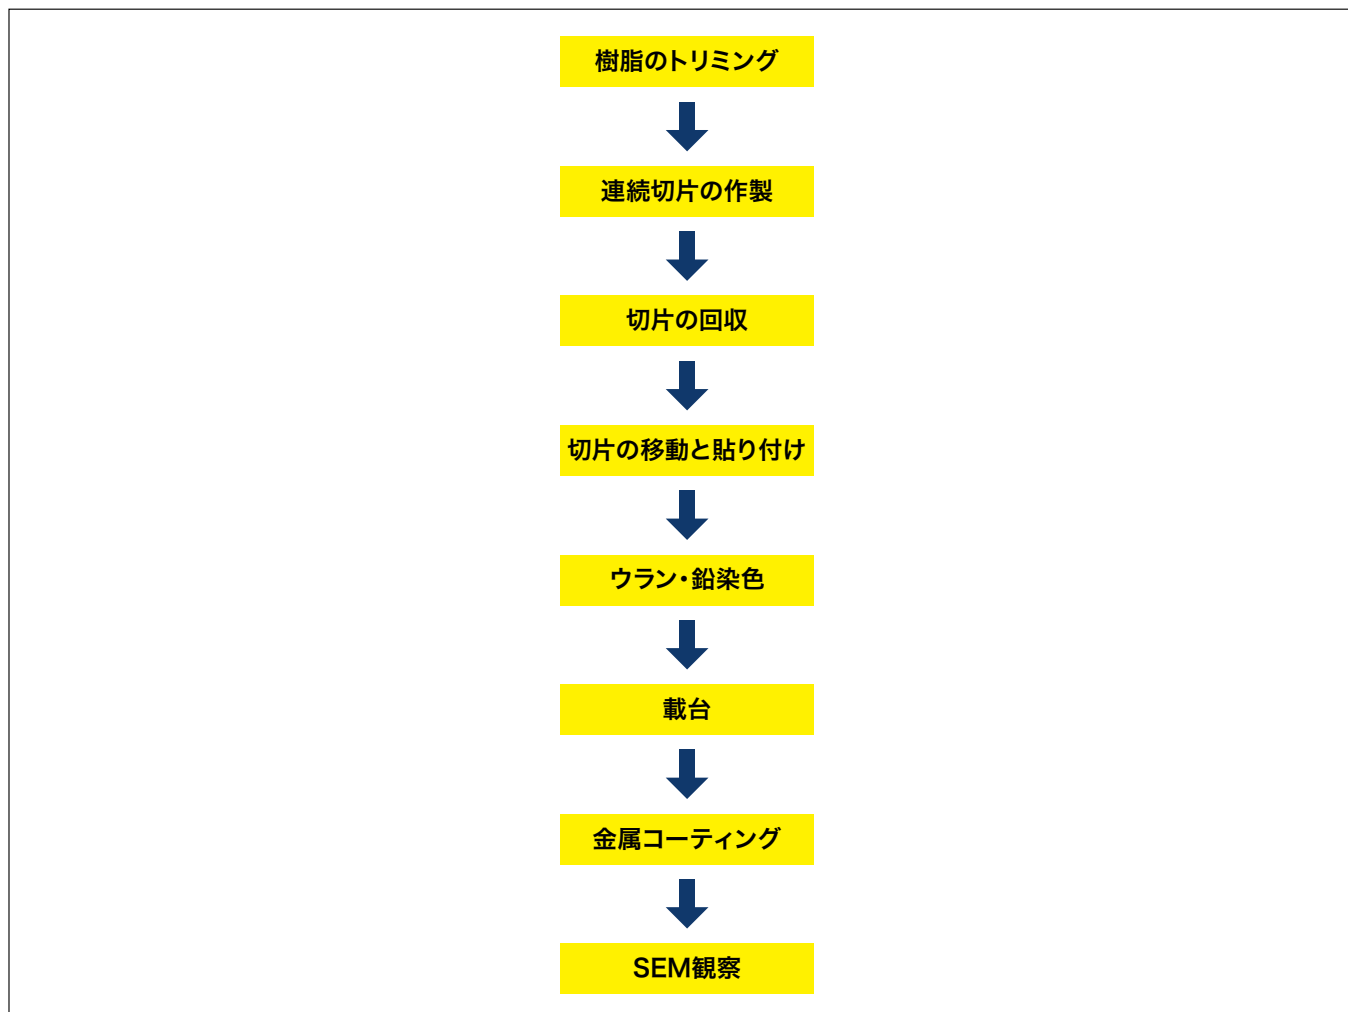 樹脂のトリミング
連続切片の作製
切片の回収
切片の移動と貼り付け
ウラン・鉛染色
載台
金属コーティング
SEM観察